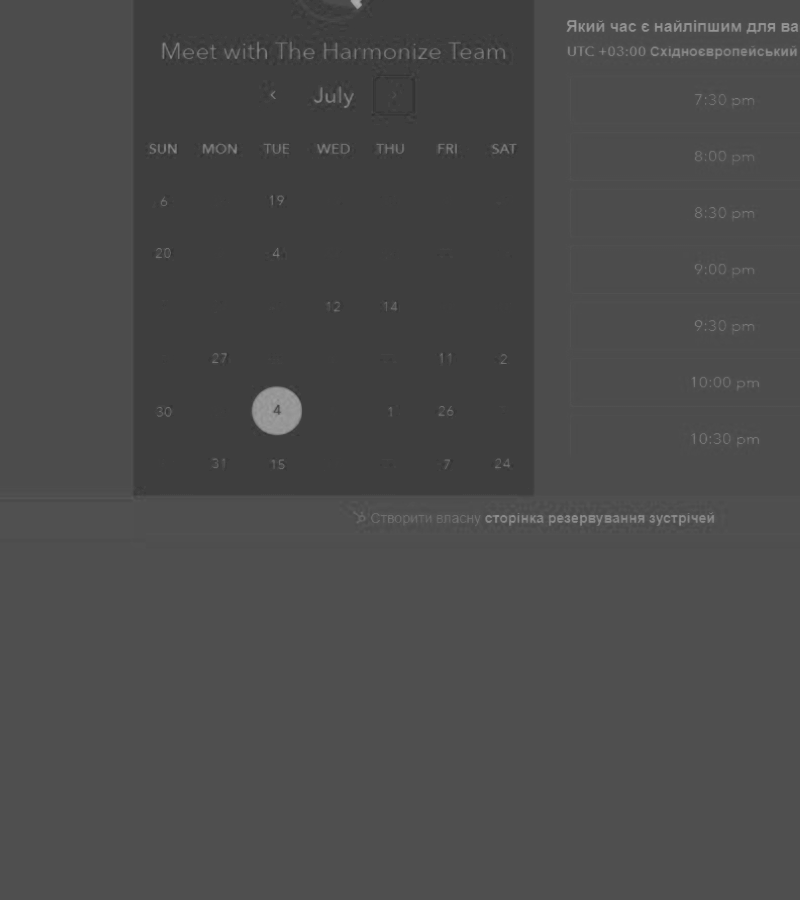 Meet with The Harmonize Team
July
SUN MON TUE WED THU FRI SAT
6 19
20 4
12 14
27 11 2
30 4 1 26
31 15 7 24
Який час є найліпшим для ва
UTC +03:00 Східноєвропейський
7:30 pm
8:00 pm
8:30 pm
9:00 pm
9:30 pm
10:00 pm
10:30 pm
Створити власну сторінка резервування зустрічей